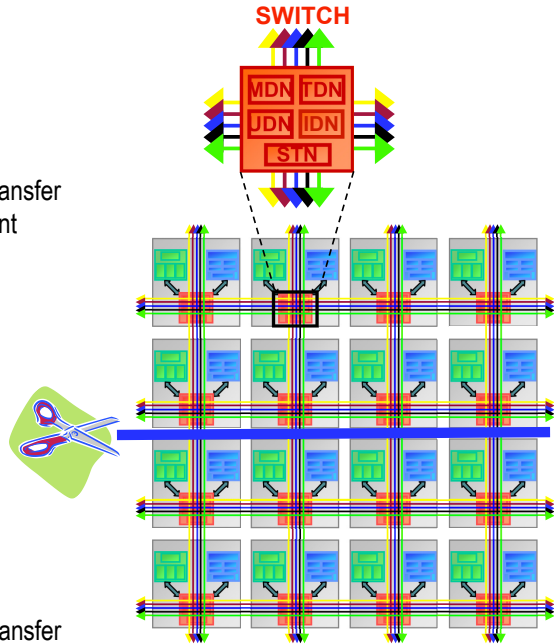 SWITCH
MDN TDN
UDN IDN
STN
ansfer
nt
ansfer